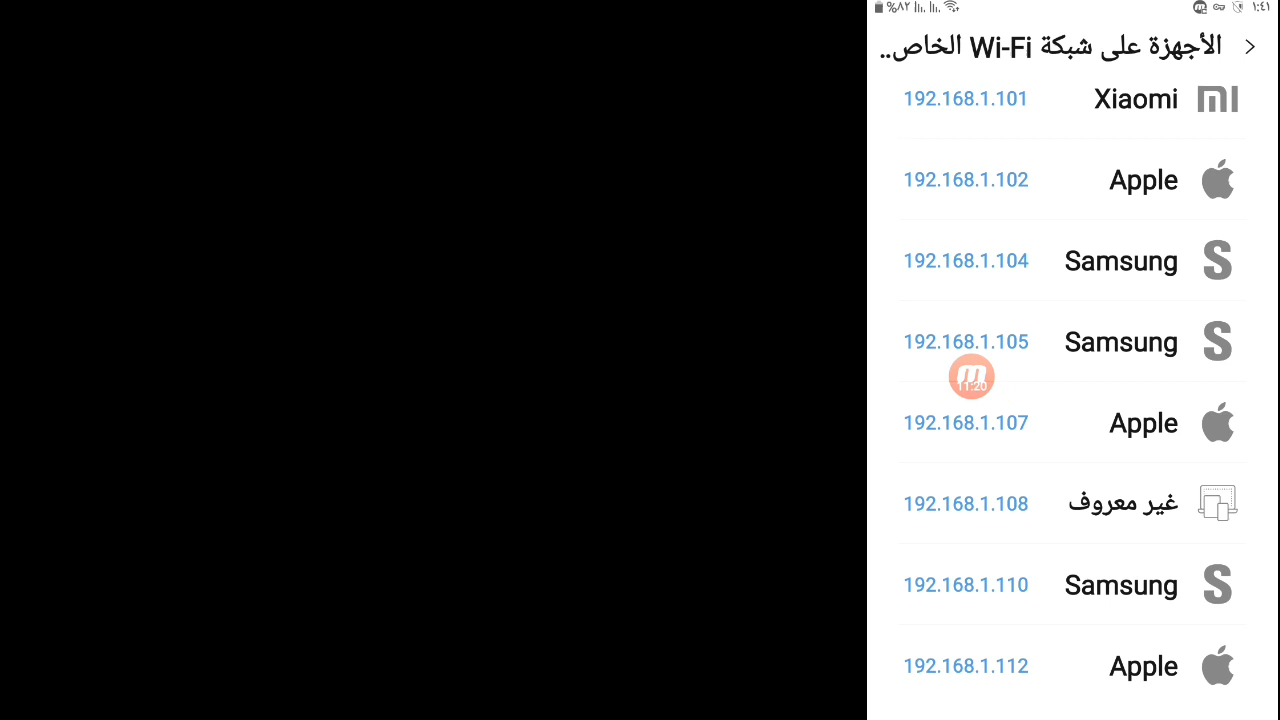 ١:٤١ %٨٢
الأجهزة على شبكة Wi-Fi الخاص..
Xiaomi 192.168.1.101
Apple 192.168.1.102
Samsung 192.168.1.104
Samsung 192.168.1.105
11:20
Apple 192.168.1.107
غير معروف 192.168.1.108
Samsung 192.168.1.110
Apple 192.168.1.112